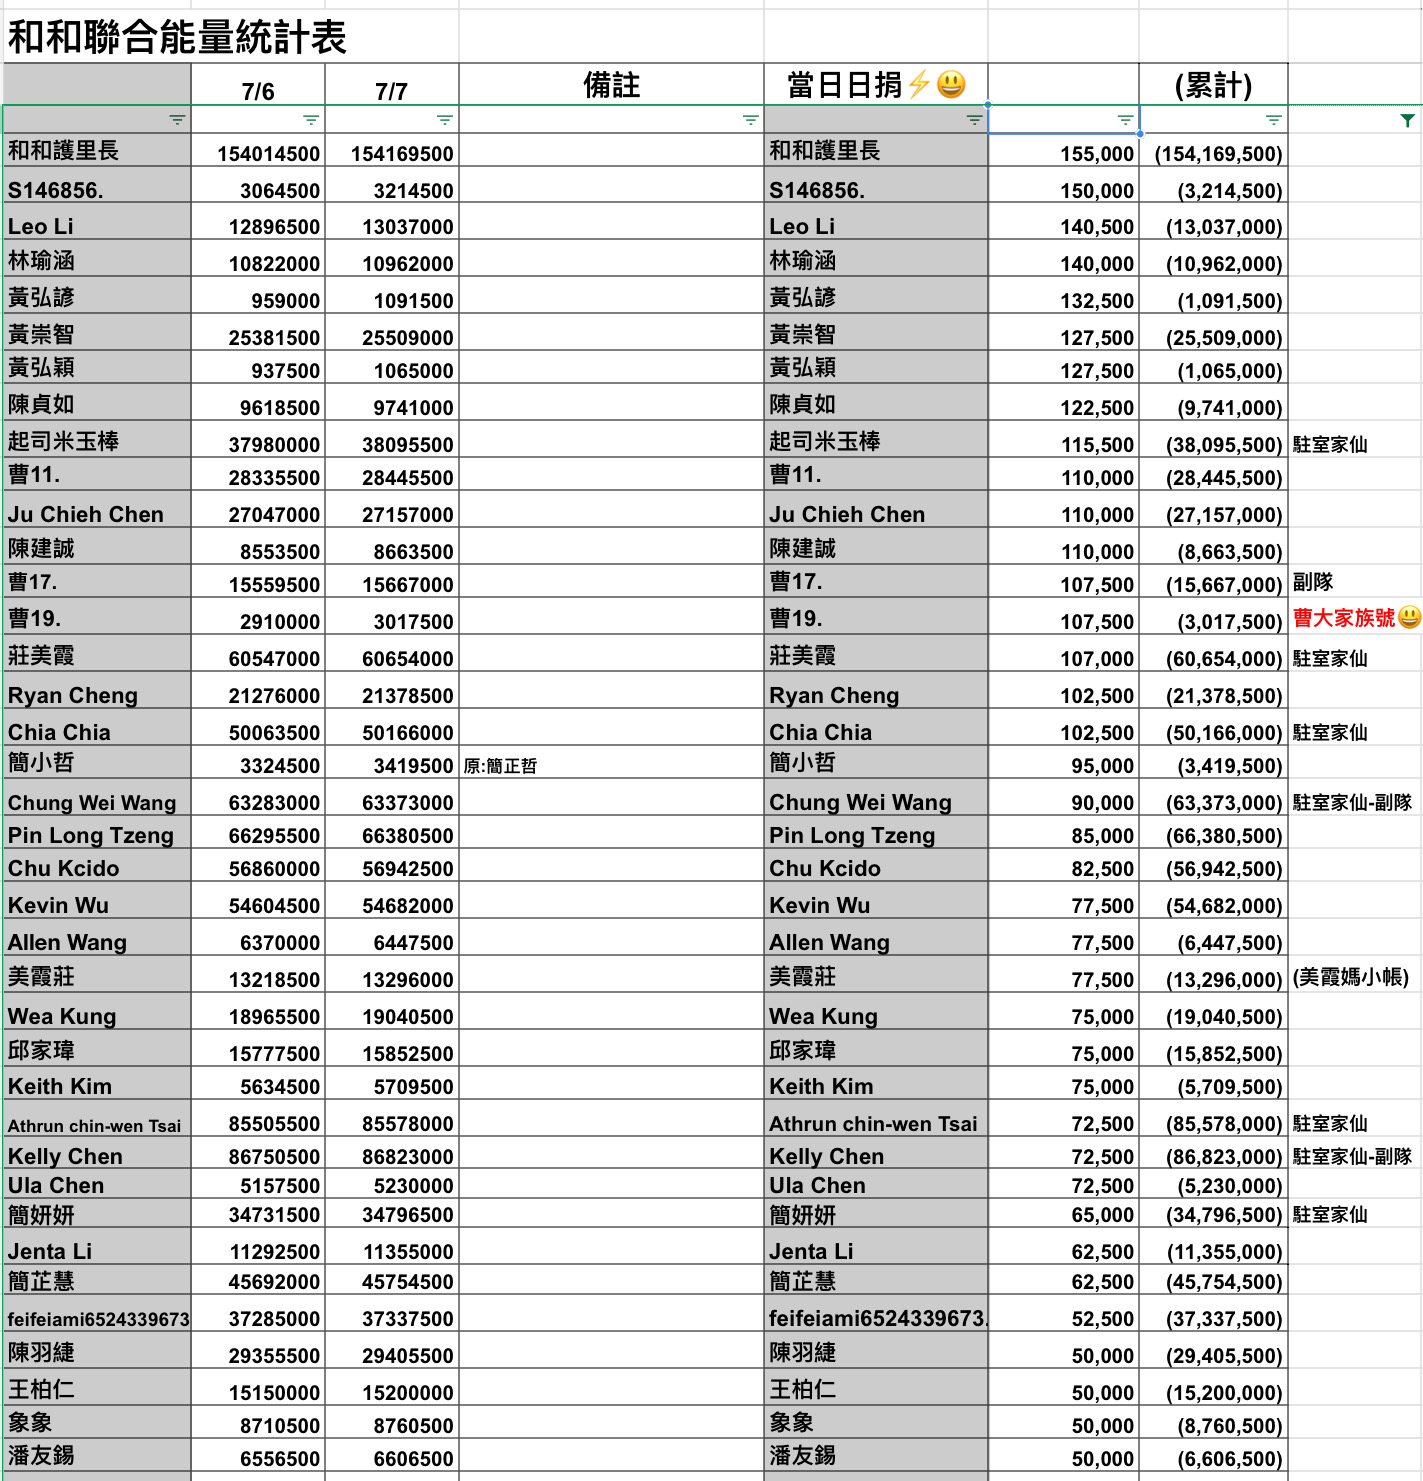 和和聯合能量統計表
7/6 7/7 備註 當日日捐⚡😃 (累計)
和和護里長 154014500 154169500 和和護里長 155,000 (154,169,500)
S146856. 3064500 3214500 S146856. 150,000 (3,214,500)
Leo Li 12896500 13037000 Leo Li 140,500 (13,037,000)
林瑜涵 10822000 10962000 林瑜涵 140,000 (10,962,000)
黃弘諺 959000 1091500 黃弘諺 132,500 (1,091,500)
黃崇智 25381500 25509000 黃崇智 127,500 (25,509,000)
黃弘穎 937500 1065000 黃弘穎 127,500 (1,065,000)
陳貞如 9618500 9741000 陳貞如 122,500 (9,741,000)
起司米玉棒 37980000 38095500 起司米玉棒 115,500 (38,095,500) 駐室家仙
曹11. 28335500 28445500 曹11. 110,000 (28,445,500)
Ju Chieh Chen 27047000 27157000 Ju Chieh Chen 110,000 (27,157,000)
陳建誠 8553500 8663500 陳建誠 110,000 (8,663,500)
曹17. 15559500 15667000 曹17. 107,500 (15,667,000) 副隊
曹19. 2910000 3017500 曹19. 107,500 (3,017,500) 曹大家族號😃
莊美霞 60547000 60654000 莊美霞 107,000 (60,654,000) 駐室家仙
Ryan Cheng 21276000 21378500 Ryan Cheng 102,500 (21,378,500)
Chia Chia 50063500 50166000 Chia Chia 102,500 (50,166,000) 駐室家仙
簡小哲 3324500 3419500 原:簡正哲 簡小哲 95,000 (3,419,500)
Chung Wei Wang 63283000 63373000 Chung Wei Wang 90,000 (63,373,000) 駐室家仙-副隊
Pin Long Tzeng 66295500 66380500 Pin Long Tzeng 85,000 (66,380,500)
Chu Kcido 56860000 56942500 Chu Kcido 82,500 (56,942,500)
Kevin Wu 54604500 54682000 Kevin Wu 77,500 (54,682,000)
Allen Wang 6370000 6447500 Allen Wang 77,500 (6,447,500)
美霞莊 13218500 13296000 美霞莊 77,500 (13,296,000) (美霞媽小帳)
Wea Kung 18965500 19040500 Wea Kung 75,000 (19,040,500)
邱家瑋 15777500 15852500 邱家瑋 75,000 (15,852,500)
Keith Kim 5634500 5709500 Keith Kim 75,000 (5,709,500)
Athrun chin-wen Tsai 85505500 85578000 Athrun chin-wen Tsai 72,500 (85,578,000) 駐室家仙
Kelly Chen 86750500 86823000 Kelly Chen 72,500 (86,823,000) 駐室家仙-副隊
Ula Chen 5157500 5230000 Ula Chen 72,500 (5,230,000)
簡妍妍 34731500 34796500 簡妍妍 65,000 (34,796,500) 駐室家仙
Jenta Li 11292500 11355000 Jenta Li 62,500 (11,355,000)
簡芷慧 45692000 45754500 簡芷慧 62,500 (45,754,500)
feifeiami6524339673 37285000 37337500 feifeiami6524339673. 52,500 (37,337,500)
陳羽緁 29355500 29405500 陳羽緁 50,000 (29,405,500)
王柏仁 15150000 15200000 王柏仁 50,000 (15,200,000)
象象 8710500 8760500 象象 50,000 (8,760,500)
潘友錫 6556500 6606500 潘友錫 50,000 (6,606,500)